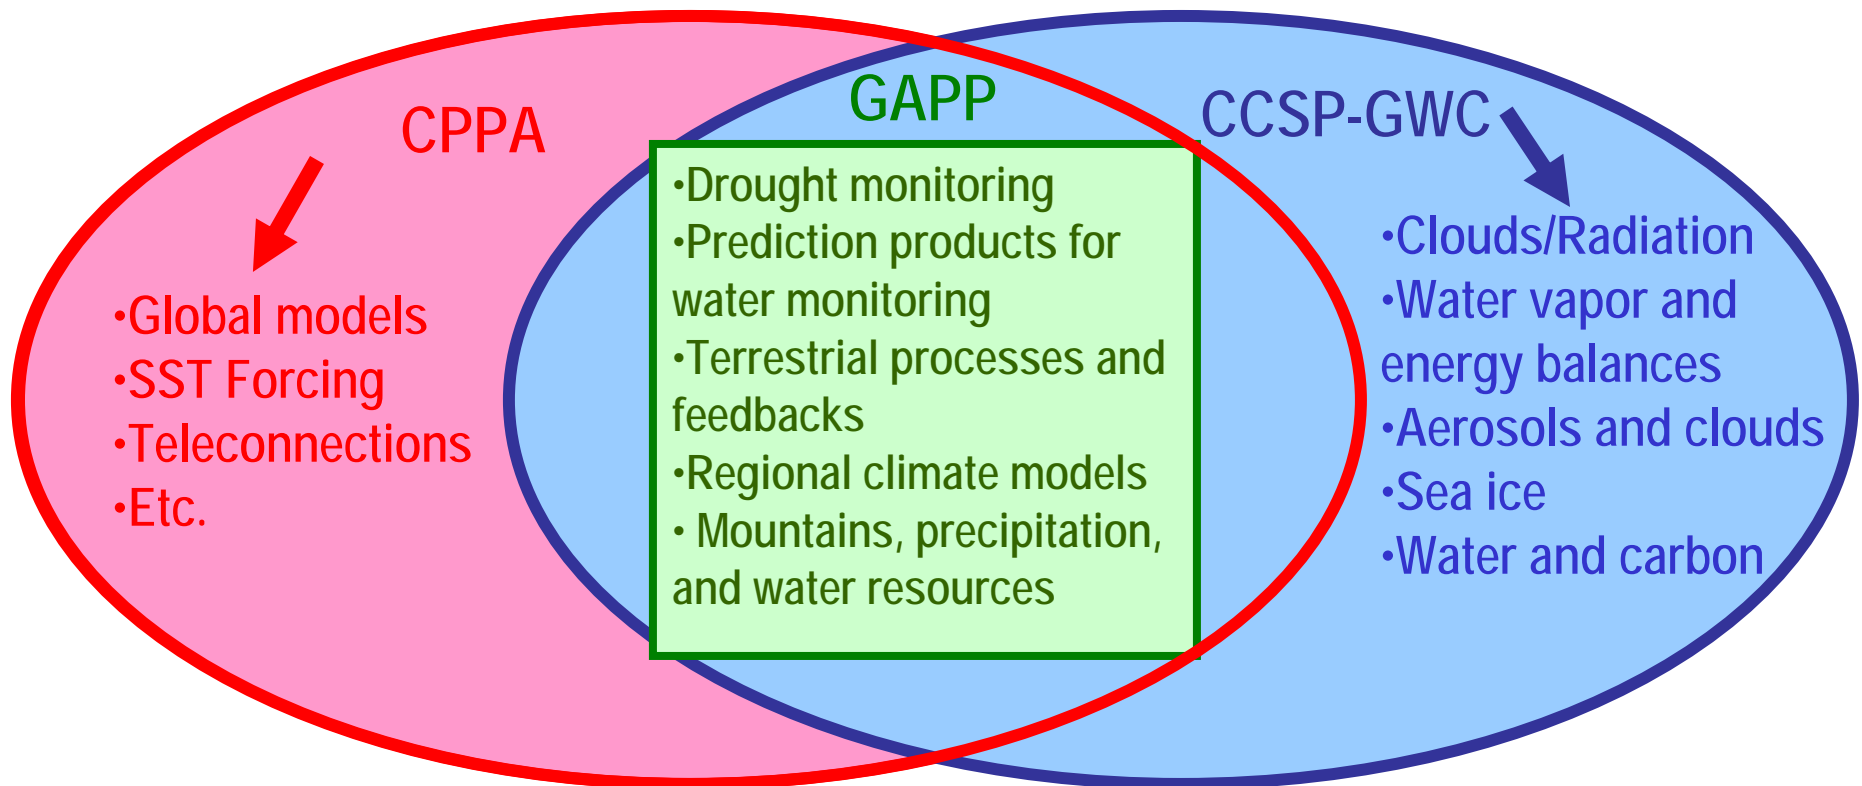 CPPA
•Global models
•SST Forcing
•Teleconnections
•Etc.
GAPP
•Drought monitoring
•Prediction products for
water monitoring
•Terrestrial processes and
feedbacks
•Regional climate models
• Mountains, precipitation,
and water resources
CCSP-GWC
•Clouds/Radiation
•Water vapor and
energy balances
•Aerosols and clouds
•Sea ice
•Water and carbon